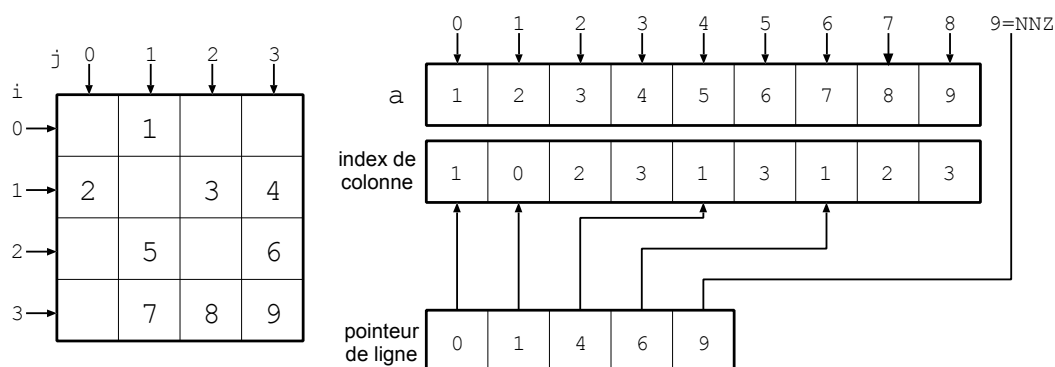 j 0 1 2 3
i
0 1
1 2 3 4
2 5 6
3 7 8 9
0 1 2 3 4 5 6 7 8 9=NNZ
a 1 2 3 4 5 6 7 8 9
index de
colonne
1 0 2 3 1 3 1 2 3
pointeur
de ligne
0 1 4 6 9